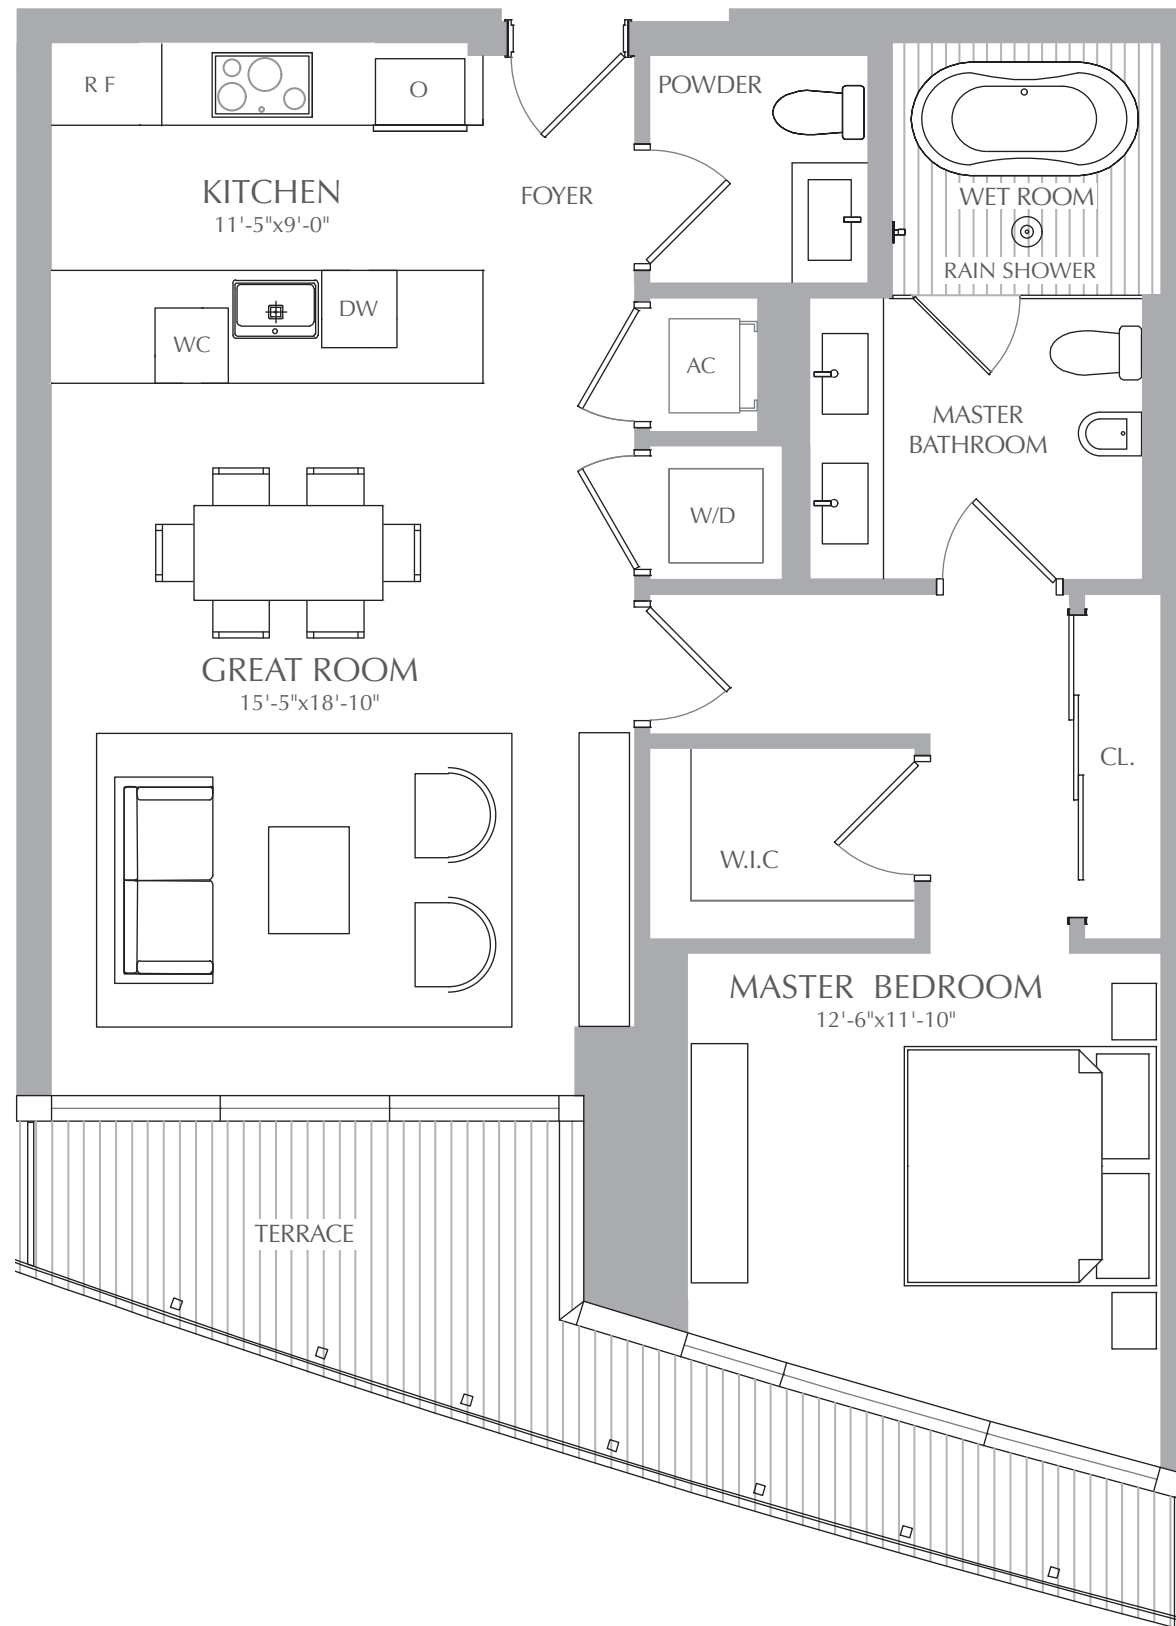 R F
O
POWDER
KITCHEN
11'-5"x9'-0"
FOYER
WET ROOM
RAIN SHOWER
DW
WC
AC
MASTER
BATHROOM
W/D
GREAT ROOM
15'-5"x18'-10"
CL.
W.I.C
MASTER BEDROOM
12'-6"x11'-10"
TERRACE